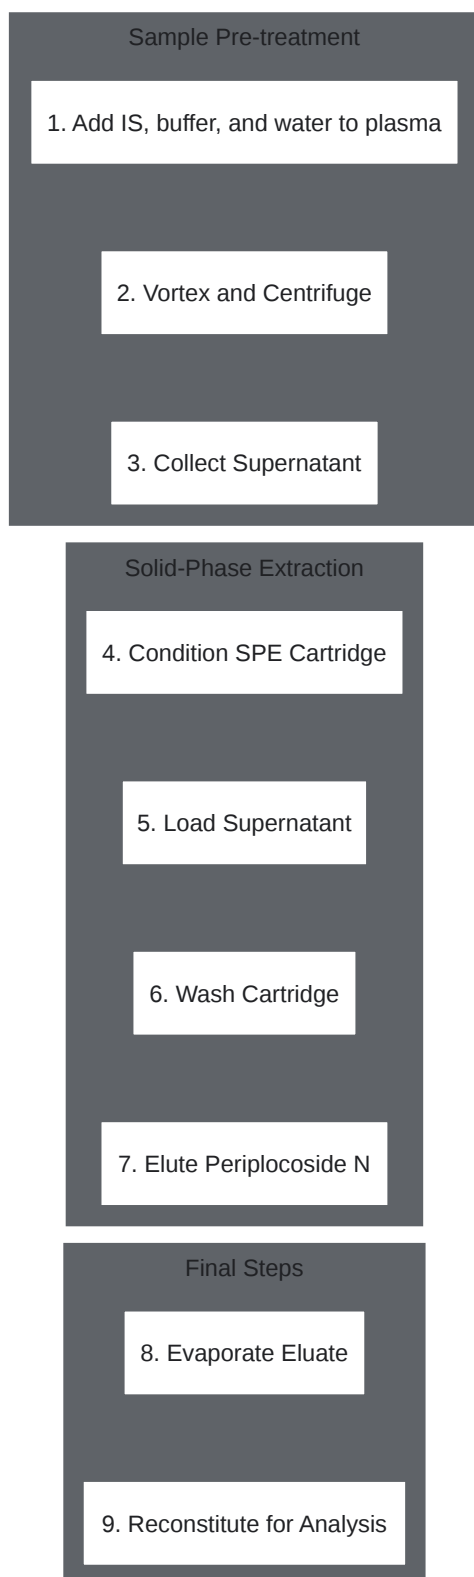 Sample Pre-treatment
1. Add IS, buffer, and water to plasma
2. Vortex and Centrifuge
3. Collect Supernatant
Solid-Phase Extraction
4. Condition SPE Cartridge
5. Load Supernatant
6. Wash Cartridge
7. Elute Periplocoside N
Final Steps
8. Evaporate Eluate
9. Reconstitute for Analysis